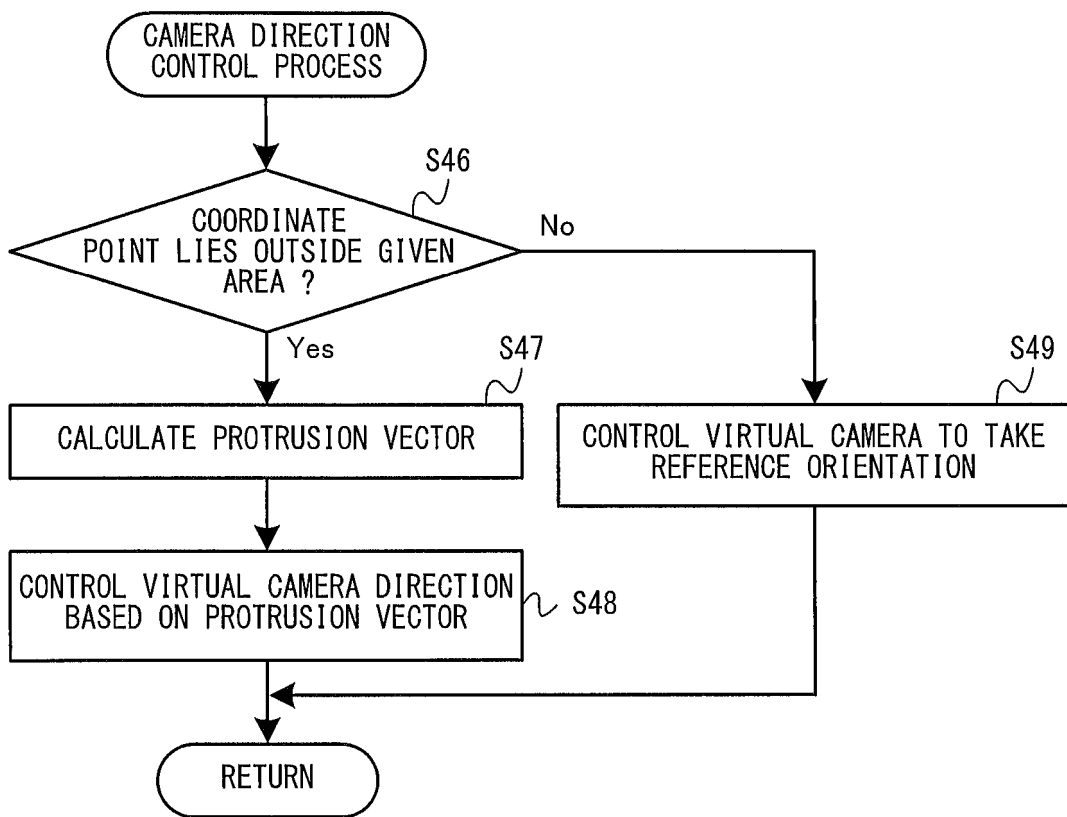 CAMERA DIRECTION
CONTROL PROCESS
S46
COORDINATE
POINT LIES OUTSIDE GIVEN
AREA ?
No
Yes
S47
CALCULATE PROTRUSION VECTOR
S49
CONTROL VIRTUAL CAMERA TO TAKE
REFERENCE ORIENTATION
CONTROL VIRTUAL CAMERA DIRECTION
BASED ON PROTRUSION VECTOR
S48
RETURN